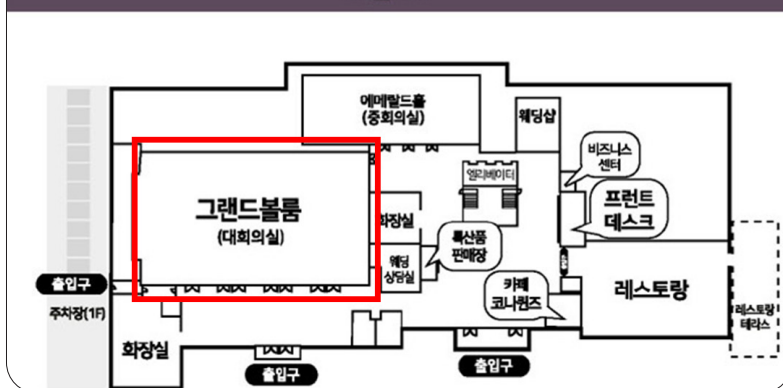 에메랄드홀
(중회의실)
웨딩샵
비즈니스
센터
엘리베이터
프런트
데스크
그랜드볼룸
(대회의실)
화장실
특산품
판매장
웨딩
상담실
출입구
카페
코나퀸즈
레스토랑
출입구
주차장(1F)
레스토랑
테라스
화장실
출입구
출입구